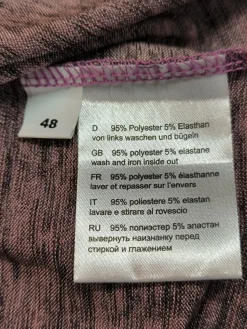 48
D 95% Polyester 5% Elasthan
von links waschen und bügeln
GB 95% polyester 5% elastane
wash and iron inside out
FR 95% polyester 5% élasthanne
laver et repasser sur l'envers
IT 95% poliestere 5% elastan
lavare e stirare al rovescio
RU 95% полиэстер 5% эластан
вывернуть наизнанку перед
стиркой и глажением